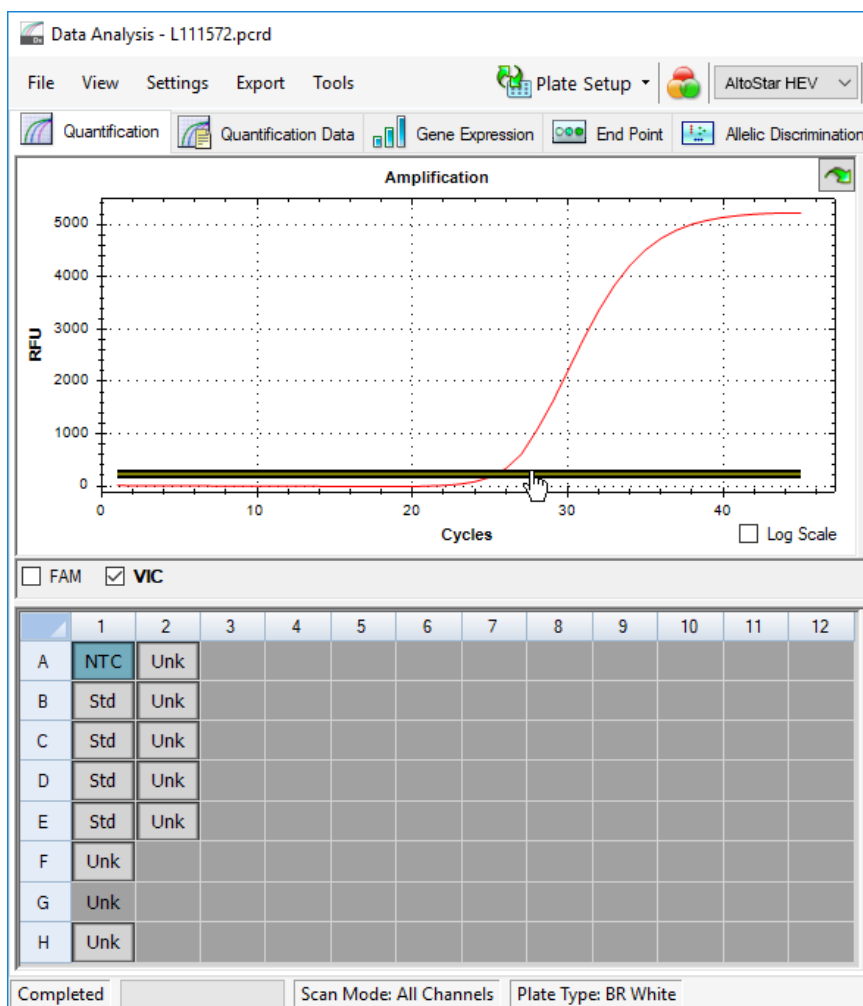 Data Analysis - L111572.pcrd
File View Settings Export Tools Plate Setup AltoStar HEV
Quantification Quantification Data Gene Expression End Point Allelic Discrimination
Amplification
5000
4000
3000
2000
1000
0
RFU
0 10 20 30 40
Cycles
Log Scale
FAM VIC
1 2 3 4 5 6 7 8 9 10 11 12
A NTC Unk
B Std Unk
C Std Unk
D Std Unk
E Std Unk
F Unk
G Unk
H Unk
Completed Scan Mode: All Channels Plate Type: BR White